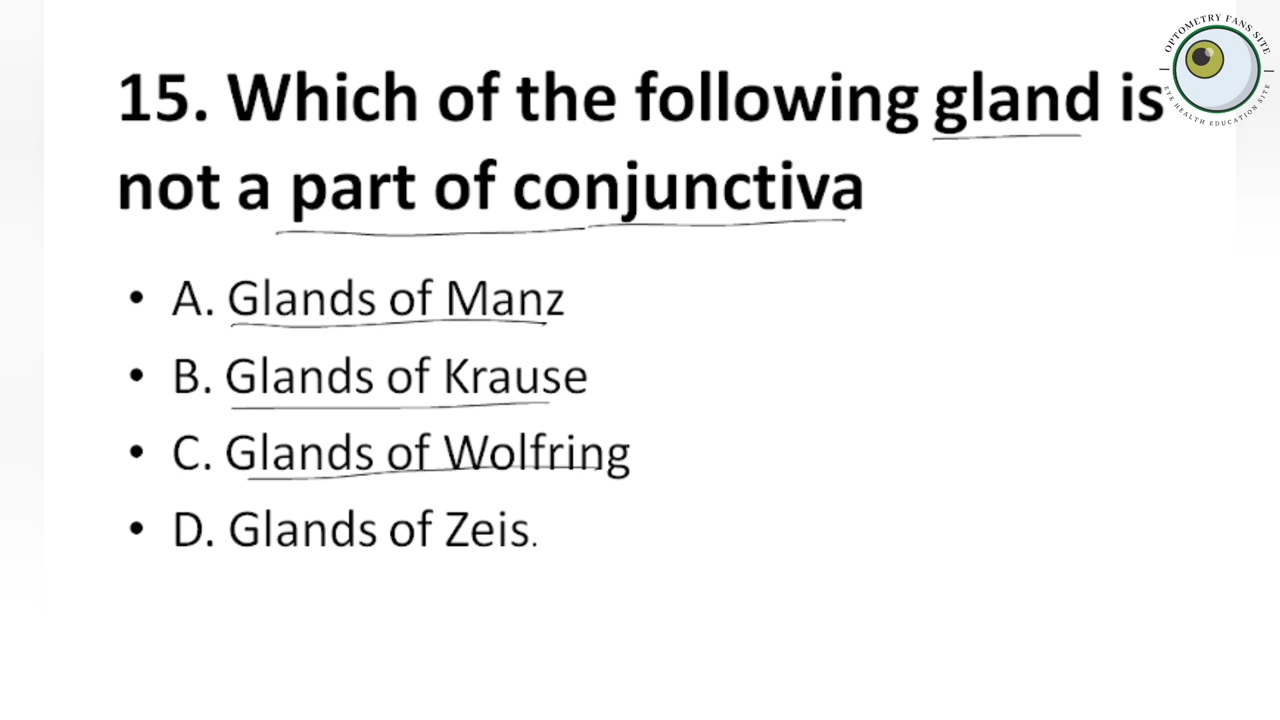 OPTOMETRY FANS SITE
15. Which of the following gland is
not a part of conjunctiva
EYE HEALTH EDUCATION SITE
• A. Glands of Manz
• B. Glands of Krause
• C. Glands of Wolfring
• D. Glands of Zeis.